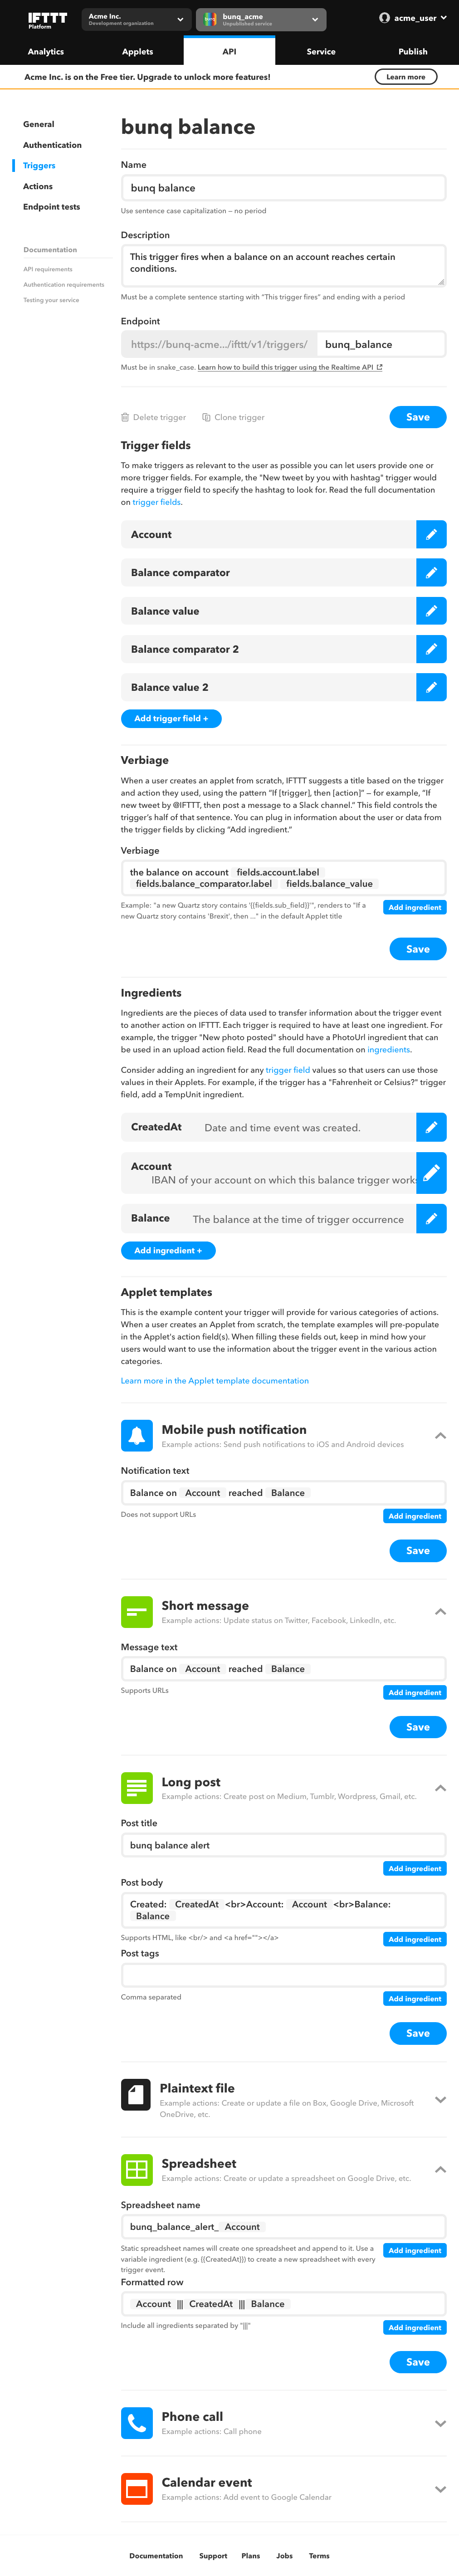 IFTTT
Platform
Acme Inc.
Development organization
bunq_acme
Unpublished service
acme_user
Analytics
Applets
API
Service
Publish
Acme Inc. is on the Free tier. Upgrade to unlock more features!
Learn more
General
Authentication
Triggers
Actions
Endpoint tests
Documentation
API requirements
Authentication requirements
Testing your service
bunq balance
Name
bunq balance
Use sentence case capitalization – no period
Description
This trigger fires when a balance on an account reaches certain
conditions.
Must be a complete sentence starting with "This trigger fires" and ending with a period
Endpoint
https://bunq-acme.../ifttt/v1/triggers/
bunq_balance
Must be in snake_case. Learn how to build this trigger using the Realtime API
Delete trigger
Clone trigger
Save
Trigger fields
To make triggers as relevant to the user as possible you can let users provide one or
more trigger fields. For example, the "New tweet by you with hashtag" trigger would
require a trigger field to specify the hashtag to look for. Read the full documentation
on trigger fields.
Account
Balance comparator
Balance value
Balance comparator 2
Balance value 2
Add trigger field +
Verbiage
When a user creates an applet from scratch, IFTTT suggests a title based on the trigger
and action they used, using the pattern “If [trigger], then [action]” – for example, “If
new tweet by @IFTTT, then post a message to a Slack channel.” This field controls the
trigger’s half of that sentence. You can plug in information about the user or data from
the trigger fields by clicking “Add ingredient.”
Verbiage
the balance on account fields.account.label
fields.balance_comparator.label fields.balance_value
Example: "a new Quartz story contains '{{fields.sub_field}}'", renders to "If a
new Quartz story contains 'Brexit', then ..." in the default Applet title
Add ingredient
Save
Ingredients
Ingredients are the pieces of data used to transfer information about the trigger event
to another action on IFTTT. Each trigger is required to have at least one ingredient. For
example, the trigger "New photo posted" should have a PhotoUrl ingredient that can
be used in an upload action field. Read the full documentation on ingredients.
Consider adding an ingredient for any trigger field values so that users can use those
values in their Applets. For example, if the trigger has a "Fahrenheit or Celsius?" trigger
field, add a TempUnit ingredient.
CreatedAt Date and time event was created.
Account
IBAN of your account on which this balance trigger works
Balance The balance at the time of trigger occurrence
Add ingredient +
Applet templates
This is the example content your trigger will provide for various categories of actions.
When a user creates an Applet from scratch, the template examples will pre-populate
in the Applet's action field(s). When filling these fields out, keep in mind how your
users would want to use the information about the trigger event in the various action
categories.
Learn more in the Applet template documentation
Mobile push notification
Example actions: Send push notifications to iOS and Android devices
Notification text
Balance on Account reached Balance
Does not support URLs
Add ingredient
Save
Short message
Example actions: Update status on Twitter, Facebook, LinkedIn, etc.
Message text
Balance on Account reached Balance
Supports URLs
Add ingredient
Save
Long post
Example actions: Create post on Medium, Tumblr, Wordpress, Gmail, etc.
Post title
bunq balance alert
Add ingredient
Post body
Created: CreatedAt <br>Account: Account <br>Balance:
Balance
Supports HTML, like <br/> and <a href=""></a>
Add ingredient
Post tags
Comma separated
Add ingredient
Save
Plaintext file
Example actions: Create or update a file on Box, Google Drive, Microsoft
OneDrive, etc.
Spreadsheet
Example actions: Create or update a spreadsheet on Google Drive, etc.
Spreadsheet name
bunq_balance_alert_ Account
Static spreadsheet names will create one spreadsheet and append to it. Use a
variable ingredient (e.g. {{CreatedAt}}) to create a new spreadsheet with every
trigger event.
Add ingredient
Formatted row
Account ||| CreatedAt ||| Balance
Include all ingredients separated by "|||"
Add ingredient
Save
Phone call
Example actions: Call phone
Calendar event
Example actions: Add event to Google Calendar
Documentation
Support
Plans
Jobs
Terms